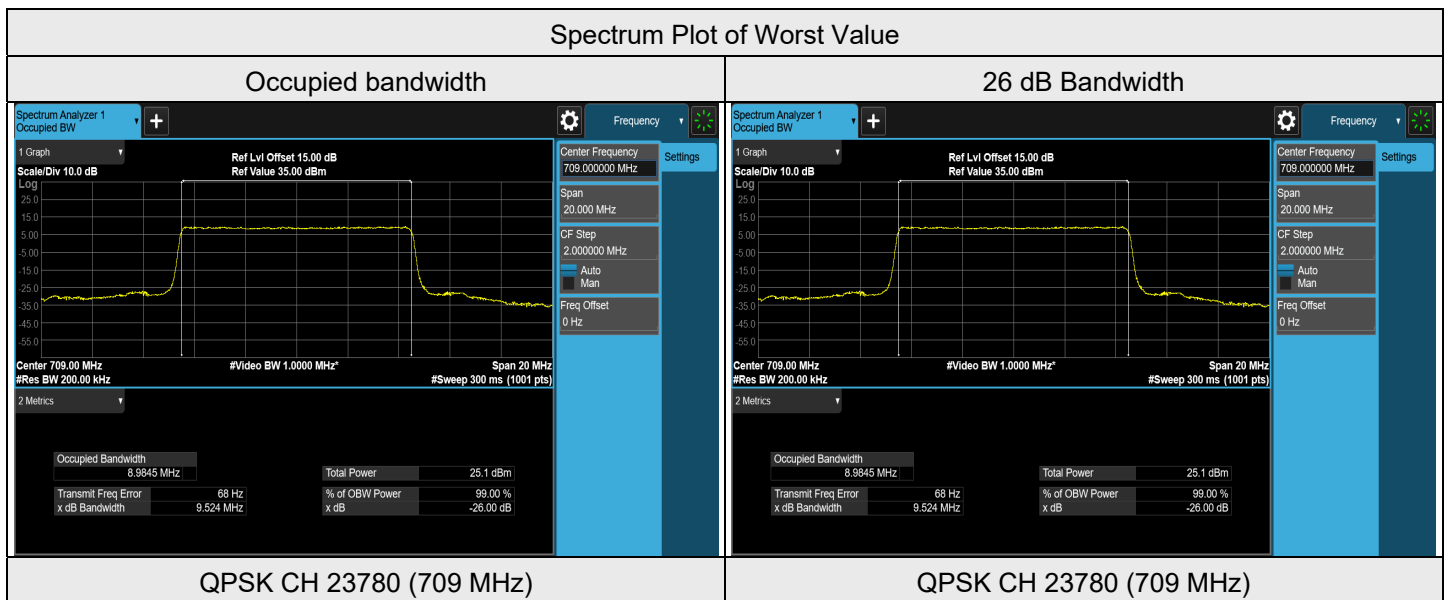 Spectrum Plot of Worst Value
Occupied bandwidth
26 dB Bandwidth
Spectrum Analyzer 1
Occupied BW
+
Frequency
1 Graph
Scale/Div 10.0 dB
Ref Lvl Offset 15.00 dB
Ref Value 35.00 dBm
Log
25.0
15.0
5.00
-5.00
-15.0
-25.0
-35.0
-45.0
-55.0
Center 709.00 MHz
#Video BW 1.0000 MHz*
Span 20 MHz
#Res BW 200.00 kHz
#Sweep 300 ms (1001 pts)
Center Frequency
709.000000 MHz
Settings
Span
20.000 MHz
CF Step
2.000000 MHz
Auto
Man
Freq Offset
0 Hz
2 Metrics
Occupied Bandwidth
8.9845 MHz
Total Power 25.1 dBm
Transmit Freq Error 68 Hz
% of OBW Power 99.00 %
x dB Bandwidth 9.524 MHz
x dB -26.00 dB
Spectrum Analyzer 1
Occupied BW
+
Frequency
1 Graph
Scale/Div 10.0 dB
Ref Lvl Offset 15.00 dB
Ref Value 35.00 dBm
Log
25.0
15.0
5.00
-5.00
-15.0
-25.0
-35.0
-45.0
-55.0
Center 709.00 MHz
#Video BW 1.0000 MHz*
Span 20 MHz
#Res BW 200.00 kHz
#Sweep 300 ms (1001 pts)
Center Frequency
709.000000 MHz
Settings
Span
20.000 MHz
CF Step
2.000000 MHz
Auto
Man
Freq Offset
0 Hz
2 Metrics
Occupied Bandwidth
8.9845 MHz
Total Power 25.1 dBm
Transmit Freq Error 68 Hz
% of OBW Power 99.00 %
x dB Bandwidth 9.524 MHz
x dB -26.00 dB
QPSK CH 23780 (709 MHz)
QPSK CH 23780 (709 MHz)